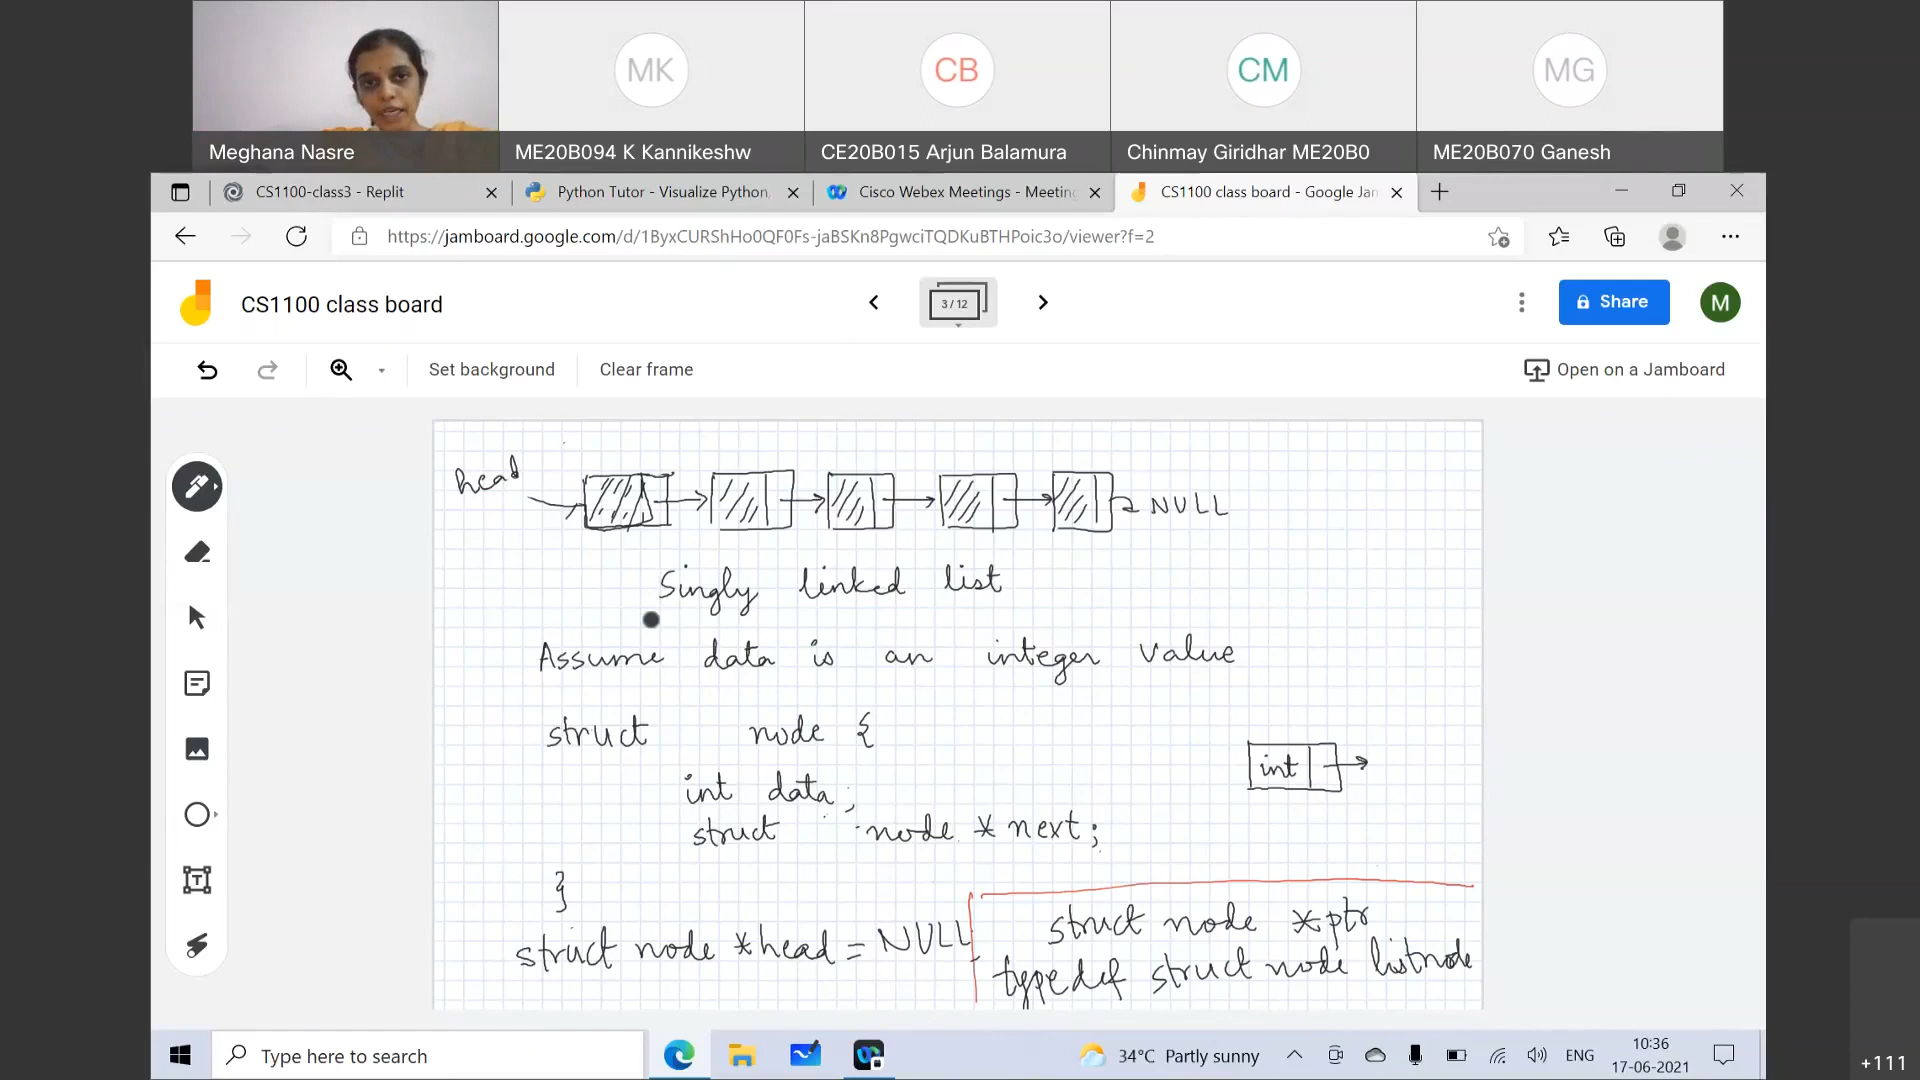 MK
CB
CM
MG
Meghana Nasre
ME20B094 K Kannikeshw
CE20B015 Arjun Balamura
Chinmay Giridhar ME20B0
ME20B070 Ganesh
CS1100-class3 - Replit
Python Tutor - Visualize Python,
Cisco Webex Meetings - Meeting
CS1100 class board - Google Jam
https://jamboard.google.com/d/1ByxCURShHo0QF0Fs-jaBSKn8PgwciTQDKuBTHPoic3o/viewer?f=2
CS1100 class board
3 / 12
Share
M
Set background
Clear frame
Open on a Jamboard
head
NULL
Singly linked list
Assume data is an integer value
struct node {
int
int data;
struct node * next;
}
struct node *head = NULL
struct node *ptr
typedef struct node listnode
Type here to search
34°C Partly sunny
ENG
10:36
17-06-2021
+111